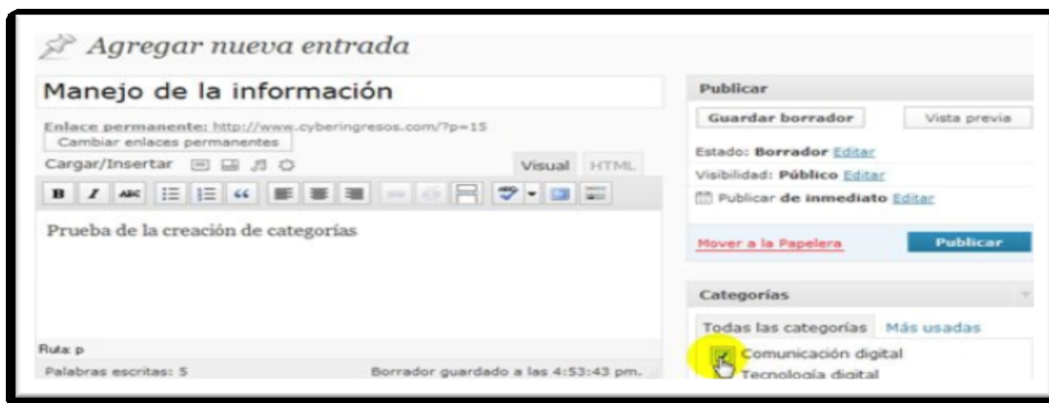 Agregar nueva entrada
Manejo de la información
Enlace permanente: http://www.cyberingresos.com/?p=15
Cambiar enlaces permanentes
Cargar/Insertar
Visual HTML
B I ABC
Prueba de la creación de categorías
Ruta: p
Palabras escritas: 5 Borrador guardado a las 4:53:43 pm.
Publicar
Guardar borrador Vista previa
Estado: Borrador Editar
Visibilidad: Público Editar
Publicar de inmediato Editar
Mover a la Papelera Publicar
Categorías
Todas las categorías Más usadas
Comunicación digital
Tecnología digital